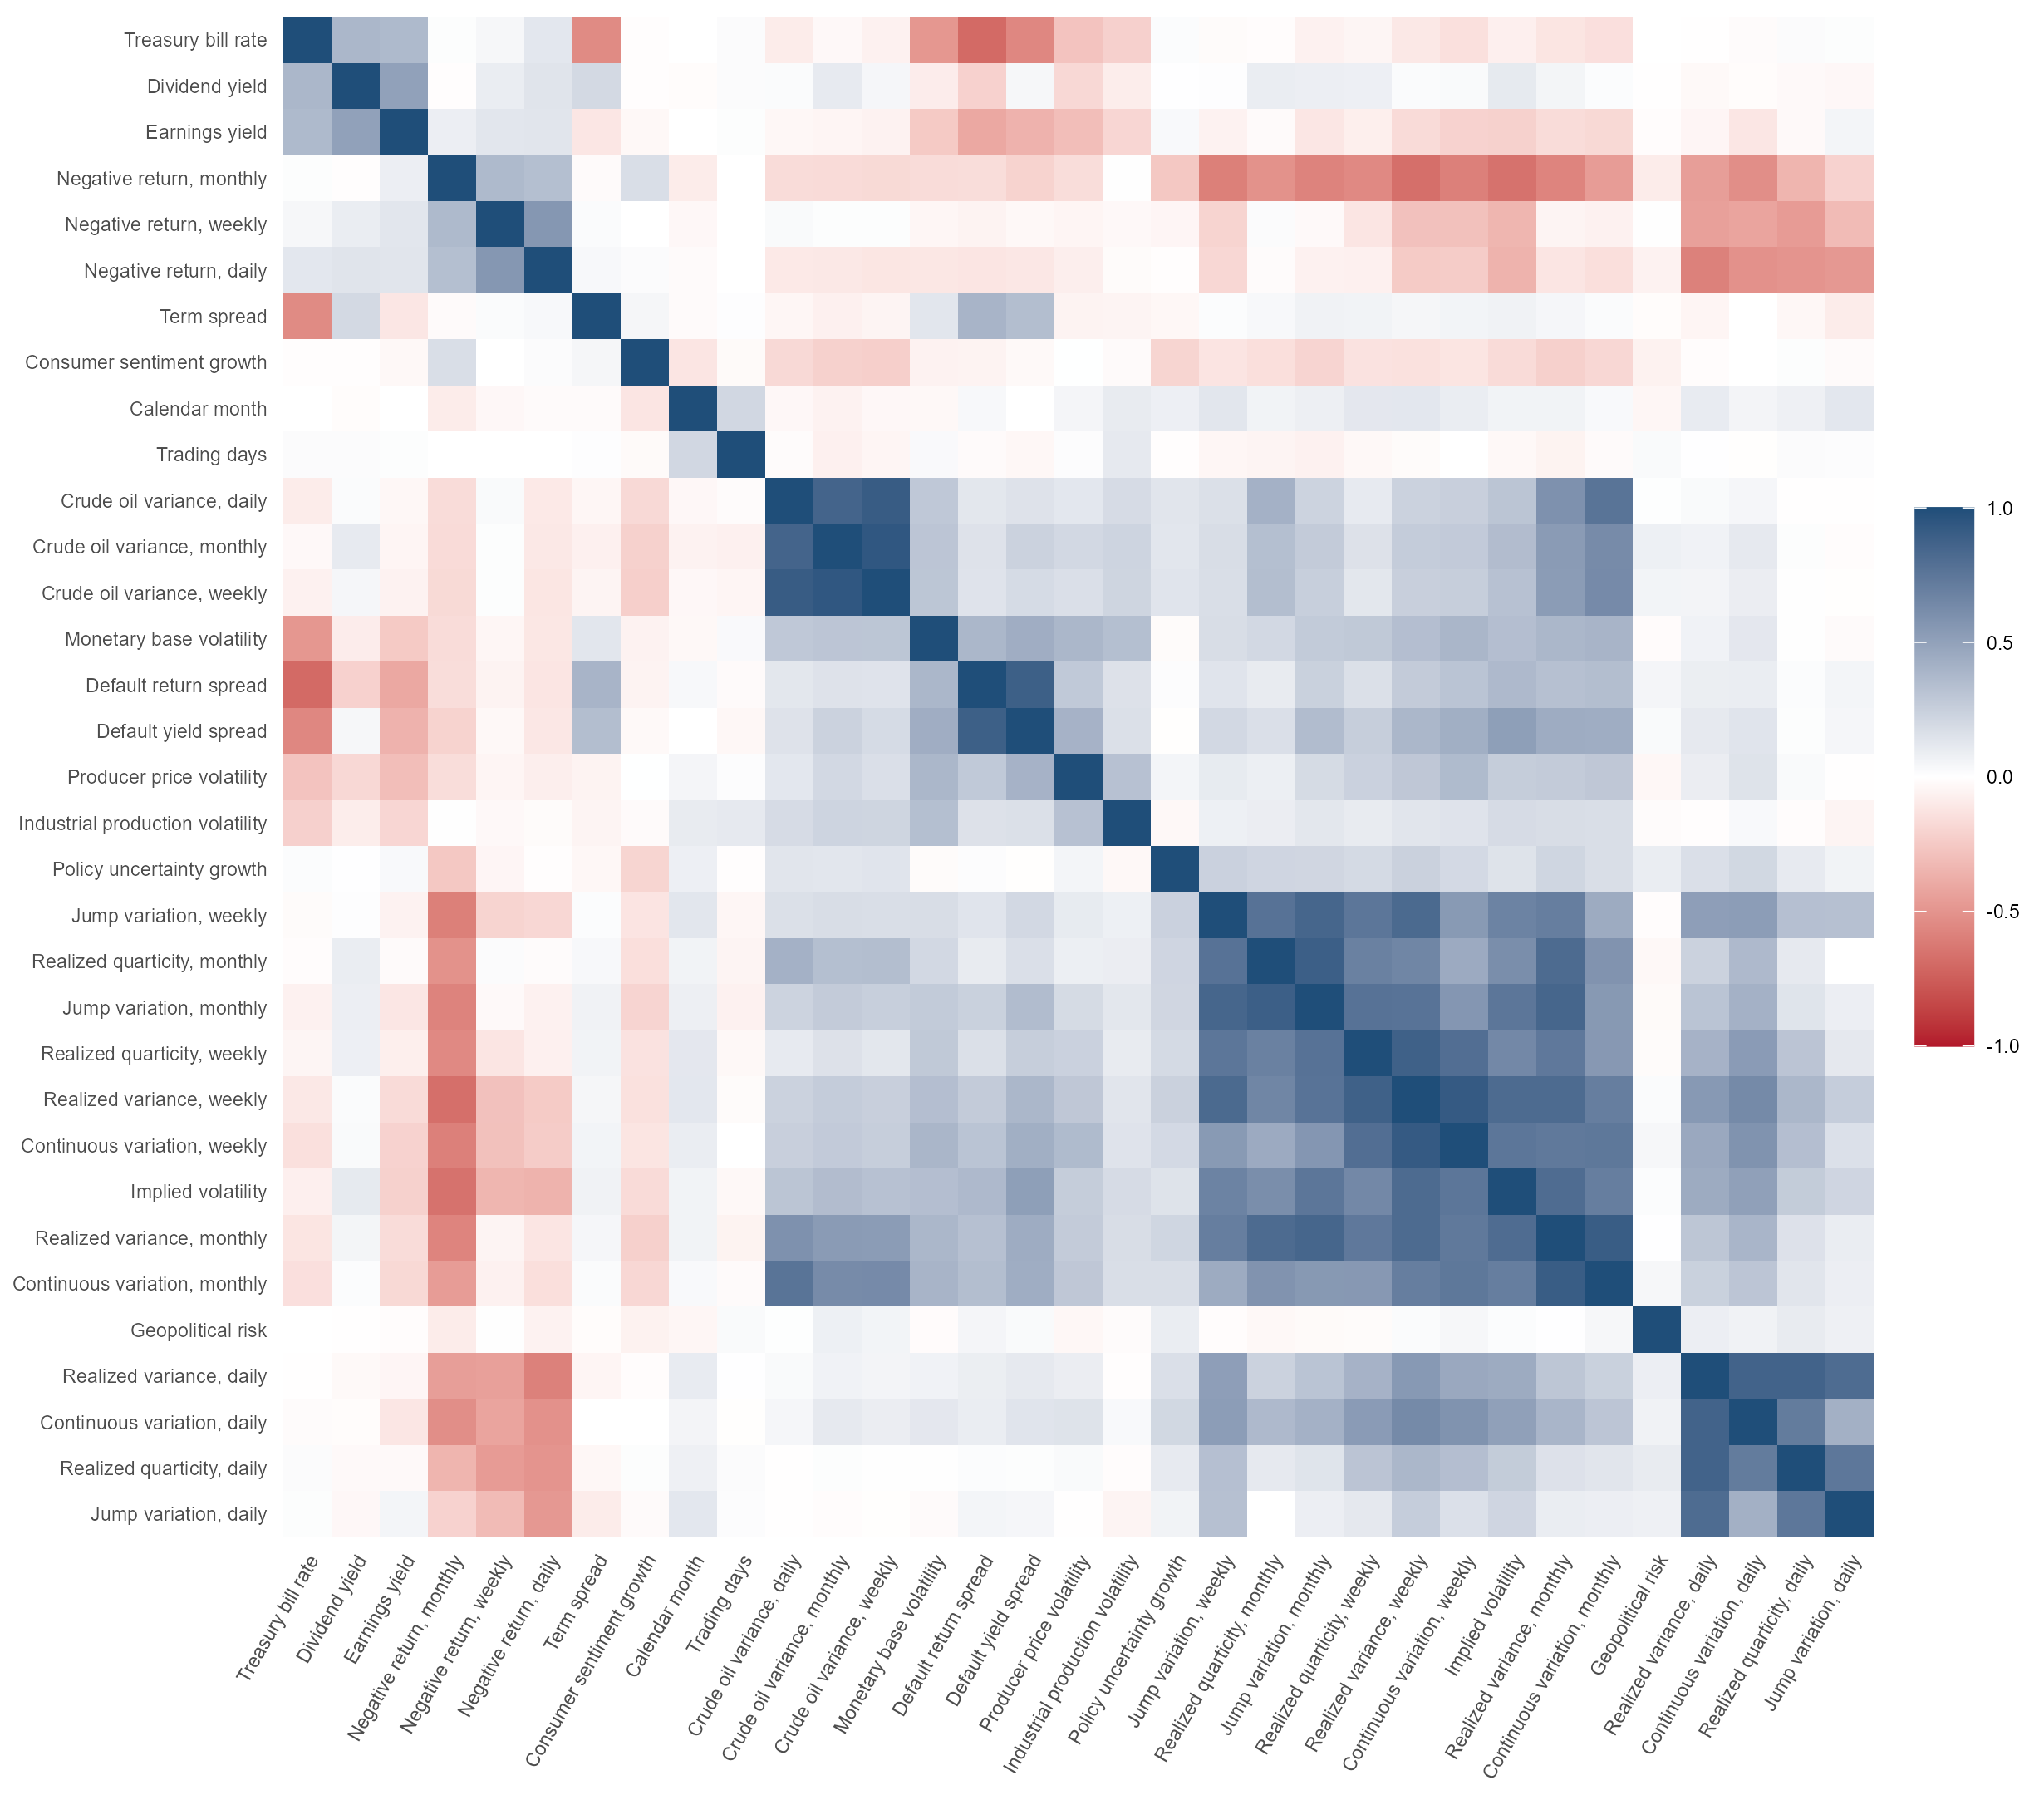 Treasury bill rate
Dividend yield
Earnings yield
Negative return, monthly
Negative return, weekly
Negative return, daily
Term spread
Consumer sentiment growth
Calendar month
Trading days
Crude oil variance, daily
Crude oil variance, monthly
Crude oil variance, weekly
Monetary base volatility
Default return spread
Default yield spread
Producer price volatility
Industrial production volatility
Policy uncertainty growth
Jump variation, weekly
Realized quarticity, monthly
Jump variation, monthly
Realized quarticity, weekly
Realized variance, weekly
Continuous variation, weekly
Implied volatility
Realized variance, monthly
Continuous variation, monthly
Geopolitical risk
Realized variance, daily
Continuous variation, daily
Realized quarticity, daily
Jump variation, daily
Treasury bill rate
Dividend yield
Earnings yield
Negative return, monthly
Negative return, weekly
Negative return, daily
Term spread
Consumer sentiment growth
Calendar month
Trading days
Crude oil variance, daily
Crude oil variance, monthly
Crude oil variance, weekly
Monetary base volatility
Default return spread
Default yield spread
Producer price volatility
Industrial production volatility
Policy uncertainty growth
Jump variation, weekly
Realized quarticity, monthly
Jump variation, monthly
Realized quarticity, weekly
Realized variance, weekly
Continuous variation, weekly
Implied volatility
Realized variance, monthly
Continuous variation, monthly
Geopolitical risk
Realized variance, daily
Continuous variation, daily
Realized quarticity, daily
Jump variation, daily
1.0
0.5
0.0
-0.5
-1.0